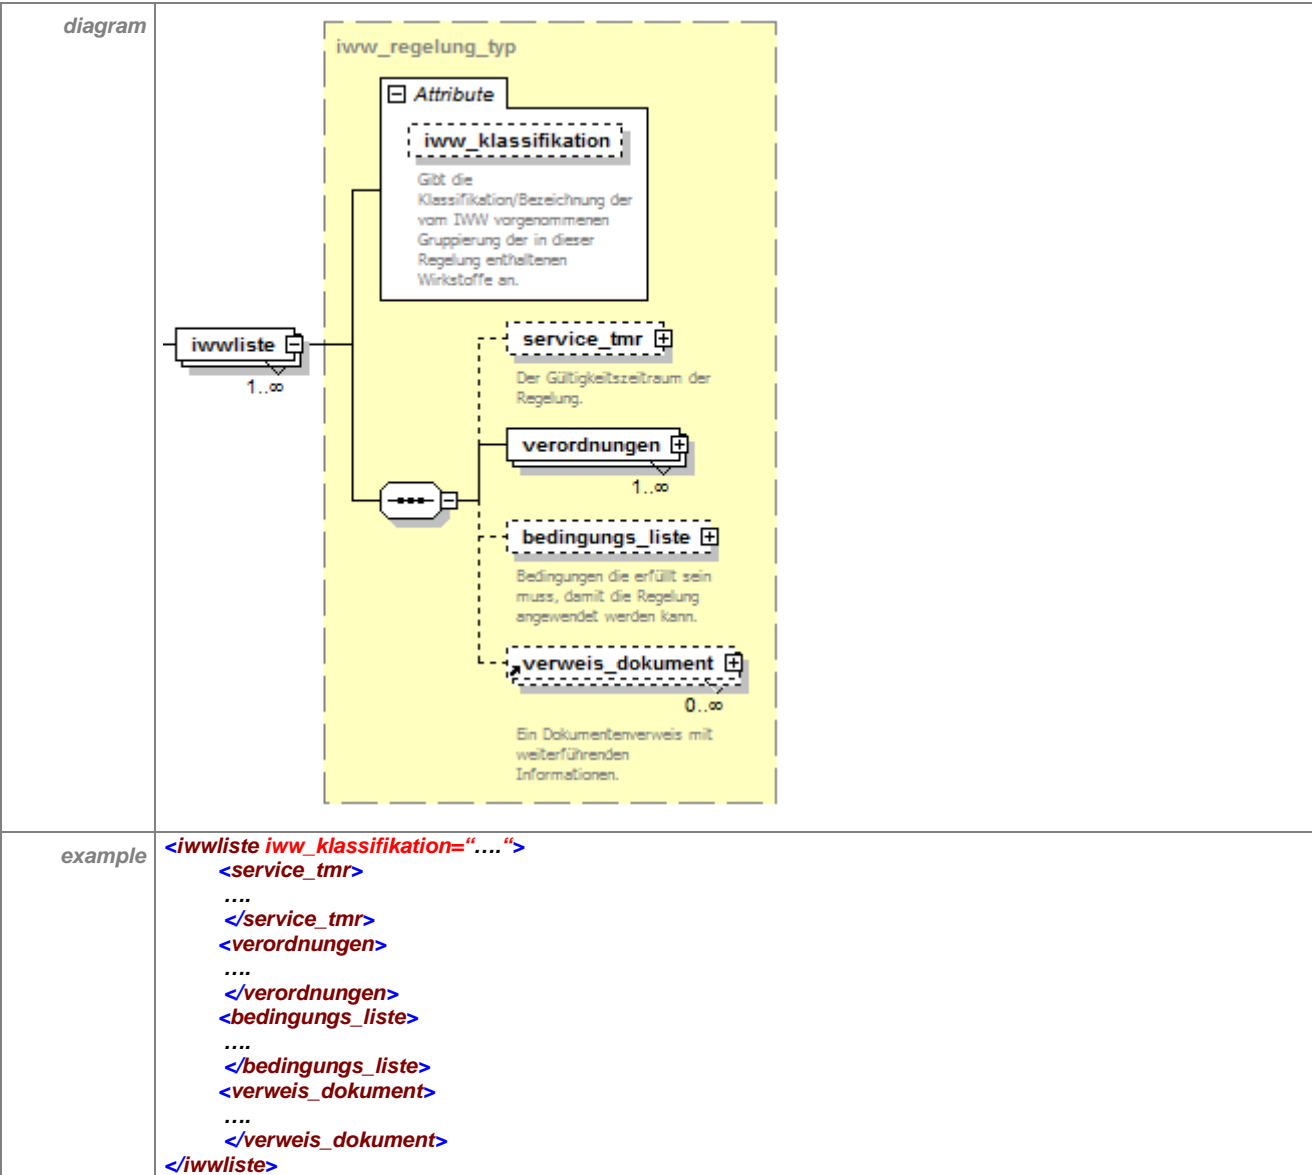 diagram
iww_regelung_typ
Attribute
iww_klassifikation
Gibt die
Klassifikation/Bezeichnung der
vom IWW vorgenommenen
Gruppierung der in dieser
Regelung enthaltenen
Wirkstoffe an.
iwwliste
1..∞
service_tmr
Der Gültigkeitszeitraum der
Regelung.
verordnungen
1..∞
bedingungs_liste
Bedingungen die erfüllt sein
muss, damit die Regelung
angewendet werden kann.
verweis_dokument
0..∞
Ein Dokumentenverweis mit
weiterführenden
Informationen.
example
<iwwliste iww_klassifikation=“….“>
<service_tmr>
….
</service_tmr>
<verordnungen>
….
</verordnungen>
<bedingungs_liste>
….
</bedingungs_liste>
<verweis_dokument>
….
</verweis_dokument>
</iwwliste>